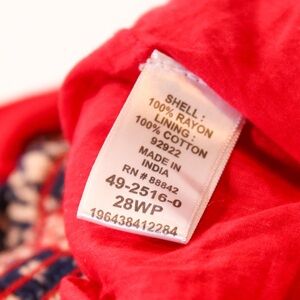 SHELL :
100% RAYON
LINING :
100% COTTON
92922
MADE IN
INDIA
RN # 88842
49-2516-0
28WP
196438412284